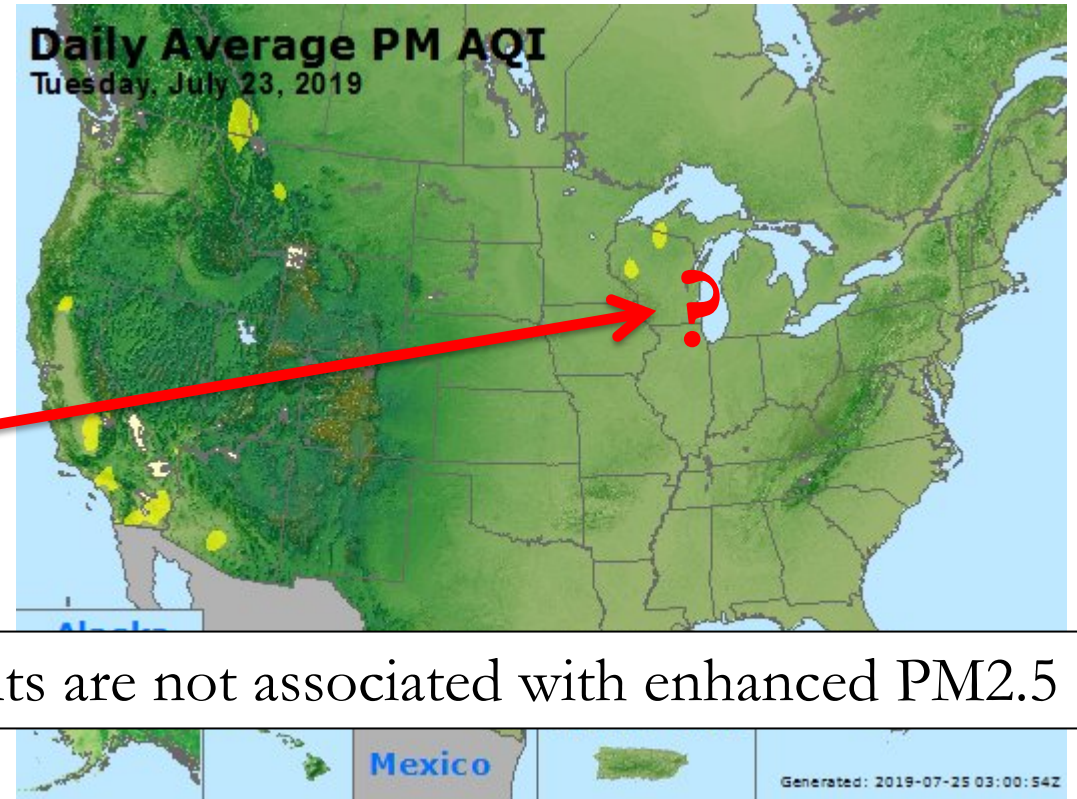 Daily Average PM AQI
Tuesday, July 23, 2019
?
Alaska
ts are not associated with enhanced PM2.5
Mexico
Generated: 2019-07-25 03:00:54Z